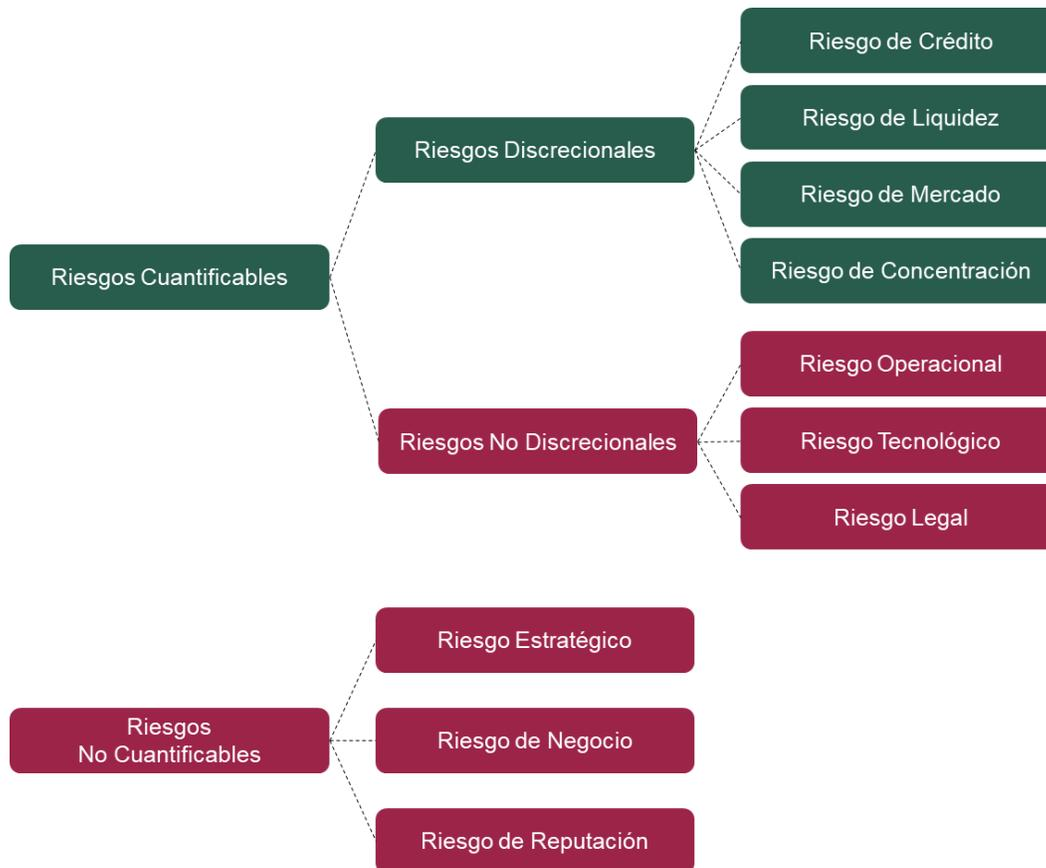 Riesgos Cuantificables
Riesgos Discrecionales
Riesgo de Crédito
Riesgo de Liquidez
Riesgo de Mercado
Riesgo de Concentración
Riesgos No Discrecionales
Riesgo Operacional
Riesgo Tecnológico
Riesgo Legal
Riesgos
No Cuantificables
Riesgo Estratégico
Riesgo de Negocio
Riesgo de Reputación